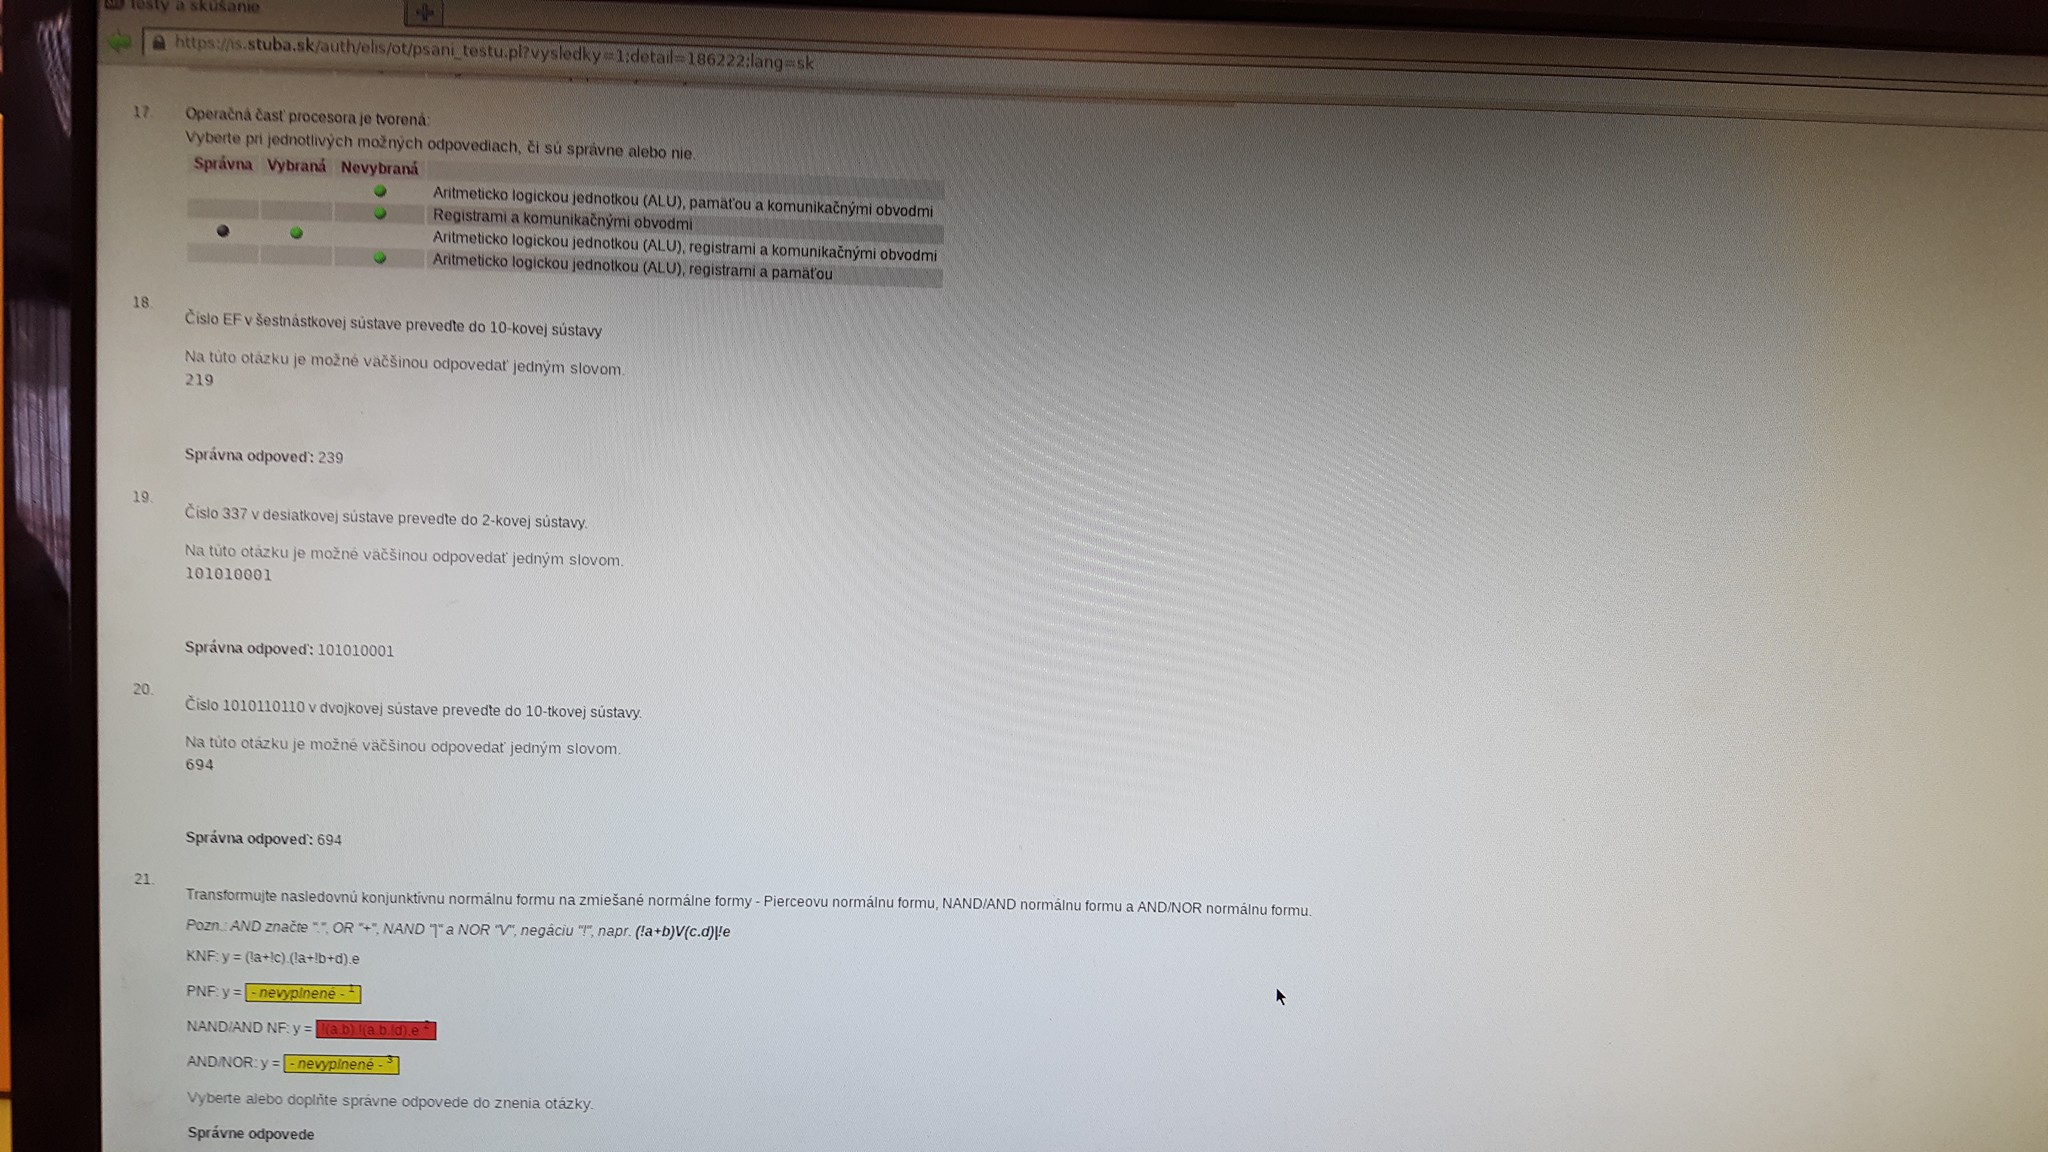 Testy a skúšanie
https://is.stuba.sk/auth/elis/ot/psani_testu.pl?vysledky=1;detail=186222;lang=sk
17. Operačná časť procesora je tvorená:
Vyberte pri jednotlivých možných odpovediach, či sú správne alebo nie.
Správna Vybraná Nevybraná
Aritmeticko logickou jednotkou (ALU), pamäťou a komunikačnými obvodmi
Registrami a komunikačnými obvodmi
Aritmeticko logickou jednotkou (ALU), registrami a komunikačnými obvodmi
Aritmeticko logickou jednotkou (ALU), registrami a pamäťou
18.
Číslo EF v šestnástkovej sústave preveďte do 10-kovej sústavy
Na túto otázku je možné väčšinou odpovedať jedným slovom.
219
Správna odpoveď: 239
19.
Číslo 337 v desiatkovej sústave preveďte do 2-kovej sústavy.
Na túto otázku je možné väčšinou odpovedať jedným slovom.
101010001
Správna odpoveď: 101010001
20.
Číslo 1010110110 v dvojkovej sústave preveďte do 10-tkovej sústavy.
Na túto otázku je možné väčšinou odpovedať jedným slovom.
694
Správna odpoveď: 694
21.
Transformujte nasledovnú konjunktívnu normálnu formu na zmiešané normálne formy - Pierceovu normálnu formu, NAND/AND normálnu formu a AND/NOR normálnu formu.
Pozn.: AND značte ".", OR "+", NAND "|" a NOR "V", negáciu "!", napr. (!a+b)V(c.d)|!e
KNF: y = (!a+!c).(!a+!b+d).e
PNF: y = - nevyplnené - 1
NAND/AND NF: y = !(a.b).!(a.b.!d).e 2
AND/NOR: y = - nevyplnené - 3
Vyberte alebo doplňte správne odpovede do znenia otázky.
Správne odpovede